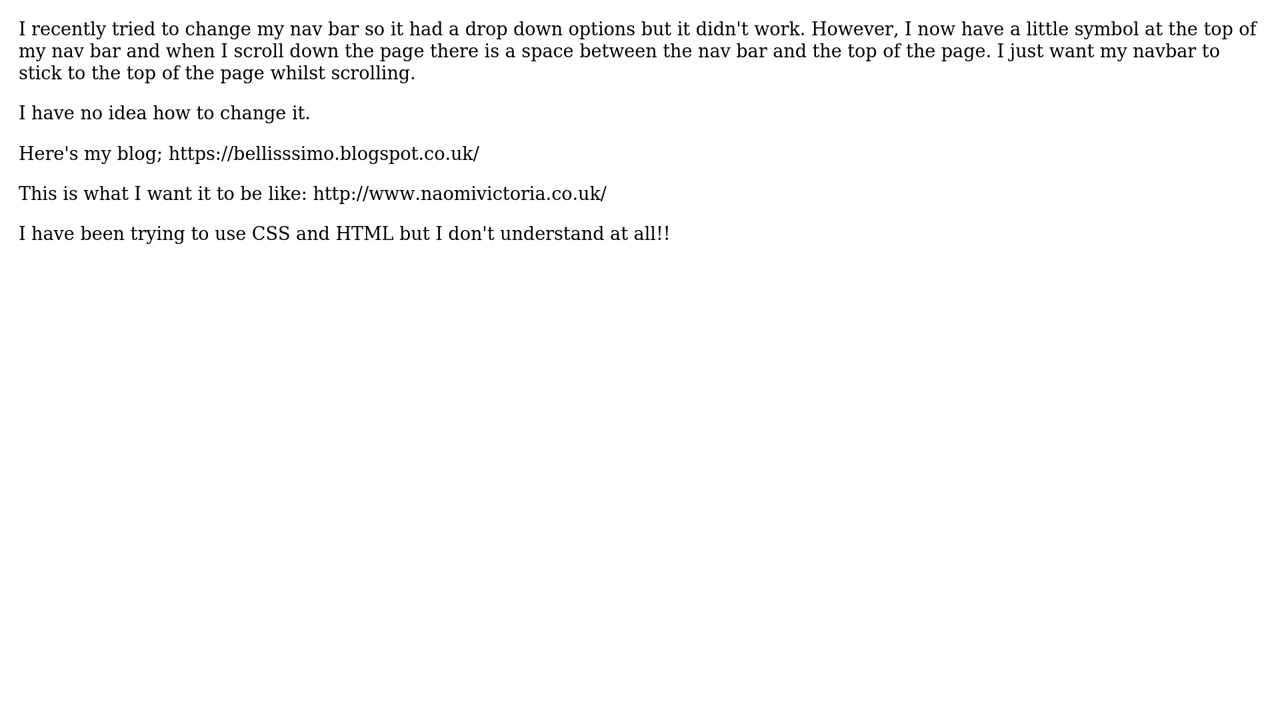 I recently tried to change my nav bar so it had a drop down options but it didn't work. However, I now have a little symbol at the top of
my nav bar and when I scroll down the page there is a space between the nav bar and the top of the page. I just want my navbar to
stick to the top of the page whilst scrolling.
I have no idea how to change it.
Here's my blog; https://bellisssimo.blogspot.co.uk/
This is what I want it to be like: http://www.naomivictoria.co.uk/
I have been trying to use CSS and HTML but I don't understand at all!!